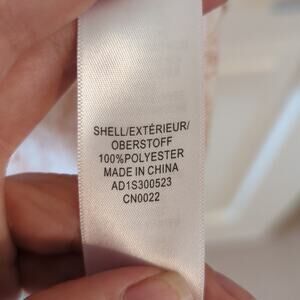 SHELL/EXTÉRIEUR/
OBERSTOFF
100%POLYESTER
MADE IN CHINA
AD1S300523
CN0022